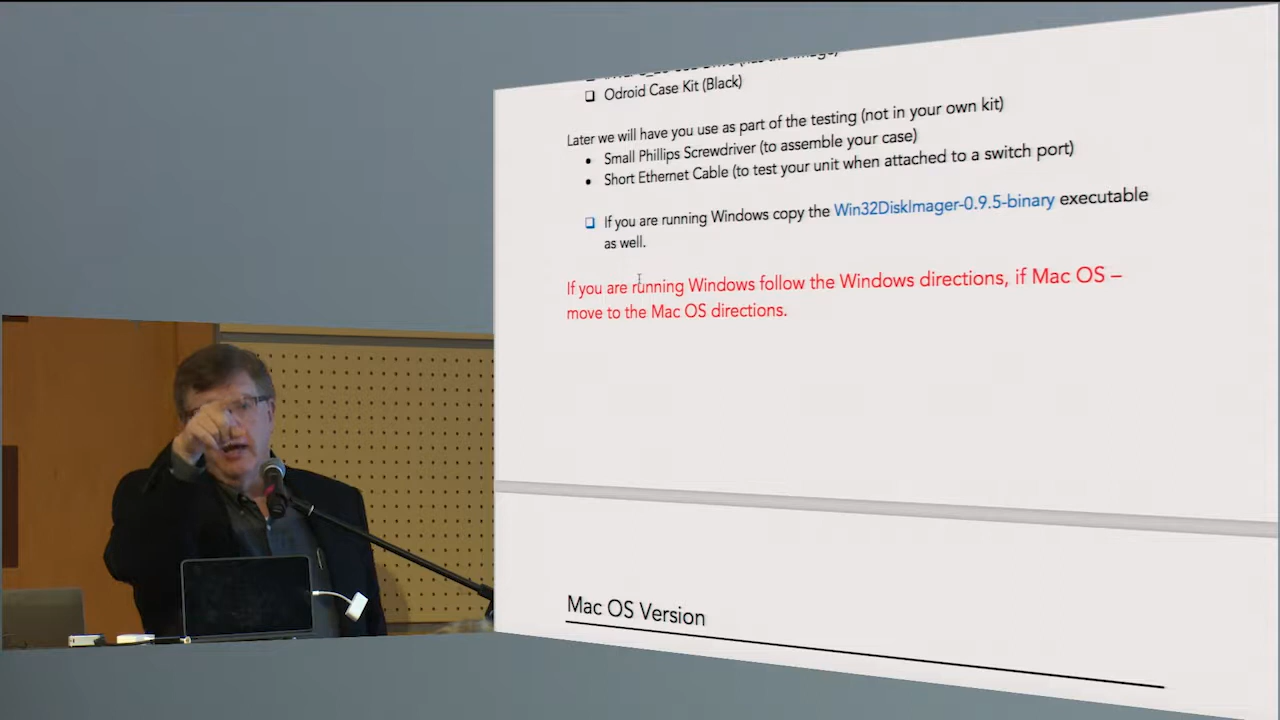 Odroid Case Kit (Black)
Later we will have you use as part of the testing (not in your own kit)
Small Phillips Screwdriver (to assemble your case)
Short Ethernet Cable (to test your unit when attached to a switch port)
If you are running Windows copy the Win32DiskImager-0.9.5-binary executable
as well.
If you are running Windows follow the Windows directions, if Mac OS –
move to the Mac OS directions.
Mac OS Version